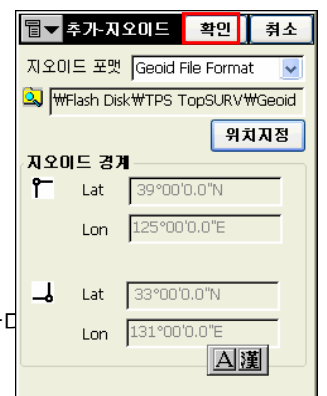 추가-지오이드 확인 취소
지오이드 포맷 Geoid File Format
₩Flash Disk₩TPS TopSURV₩Geoid
위치지정
지오이드 경계
Lat 39°00'0.0"N
Lon 125°00'0.0"E
Lat 33°00'0.0"N
Lon 131°00'0.0"E
A 漢